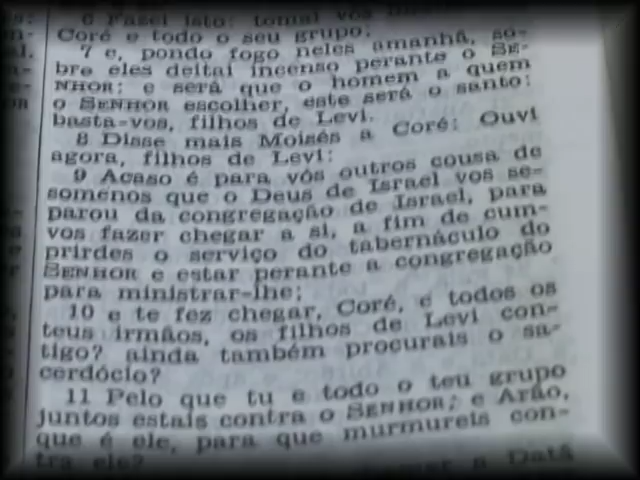 6 Fazei isto: tomai vós
Coré e todo o seu grupo;
7 e, pondo fogo neles amanhã, so-
bre eles deitai incenso perante o SE-
NHOR; e será que o homem a quem
o SENHOR escolher, este será o santo:
basta-vos, filhos de Levi.
8 Disse mais Moisés a Coré: Ouvi
agora, filhos de Levi:
9 Acaso é para vós outros cousa de
somenos que o Deus de Israel vos se-
parou da congregação de Israel, para
vos fazer chegar a si, a fim de cum-
prirdes o serviço do tabernáculo do
SENHOR e estar perante a congregação
para ministrar-lhe;
10 e te fez chegar, Coré, e todos os
teus irmãos, os filhos de Levi con-
tigo? ainda também procurais o sa-
cerdócio?
11 Pelo que tu e todo o teu grupo
juntos estais contra o SENHOR; e Arão,
que é ele, para que murmureis con-
tra ele?
a Datã